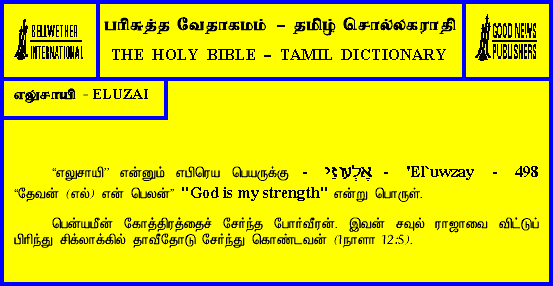 BELLWETHER
INTERNATIONAL
பரிசுத்த வேதாகமம் – தமிழ் சொல்லகராதி
THE HOLY BIBLE – TAMIL DICTIONARY
GOOD NEWS
PUBLISHERS
எலுசாயி - ELUZAI
“எலுசாயி” என்னும் எபிரெய பெயருக்கு - אֶלְעזַי - 'El`uwzay - 498
“தேவன் (எல்) என் பெலன்” "God is my strength" என்று பொருள்.
பென்யமீன் கோத்திரத்தைச் சேர்ந்த போர்வீரன். இவன் சவுல் ராஜாவை விட்டுப்
பிரிந்து சிக்லாக்கில் தாவீதோடு சேர்ந்து கொண்டவன் (1நாளா 12:5).